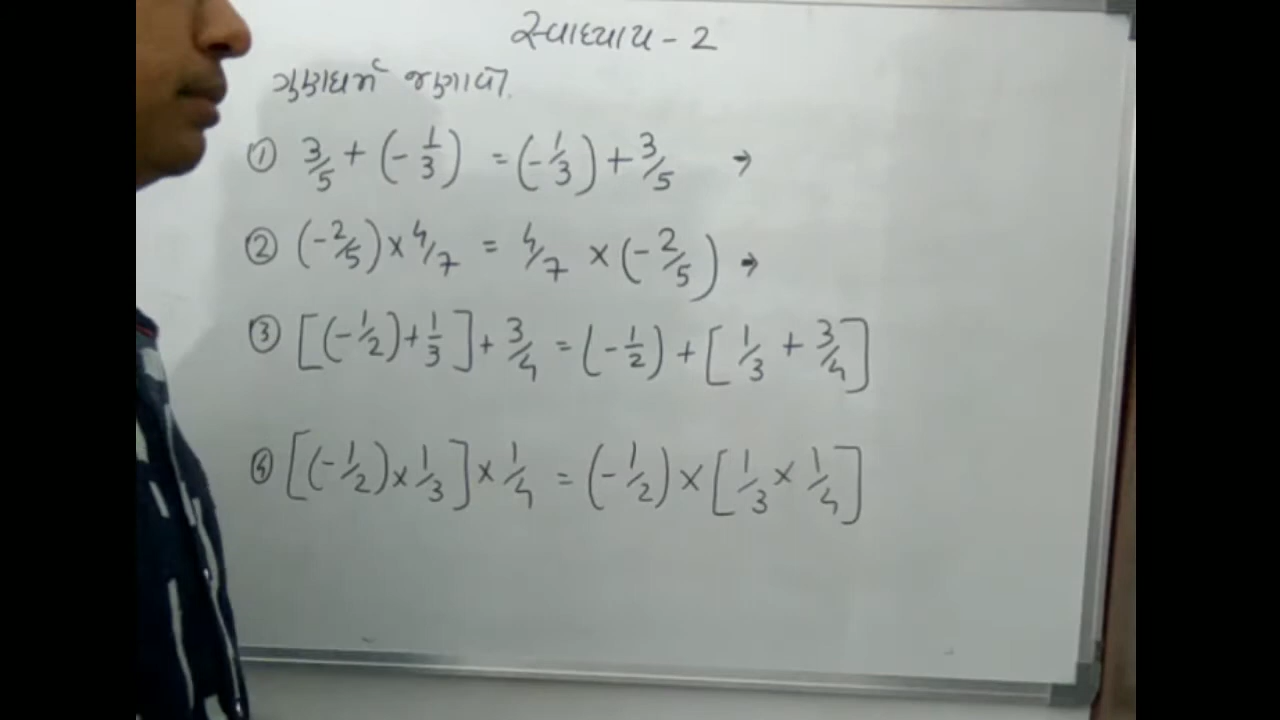 સ્વાધ્યાય - 2
ગુણધર્મ જણાવો.
① 3/5 + (- 1/3) = (- 1/3) + 3/5 →
② (- 2/5) × 4/7 = 4/7 × (- 2/5) →
③ [(- 1/2) + 1/3] + 3/4 = (- 1/2) + [1/3 + 3/4]
④ [(- 1/2) × 1/3] × 1/4 = (- 1/2) × [1/3 × 1/4]